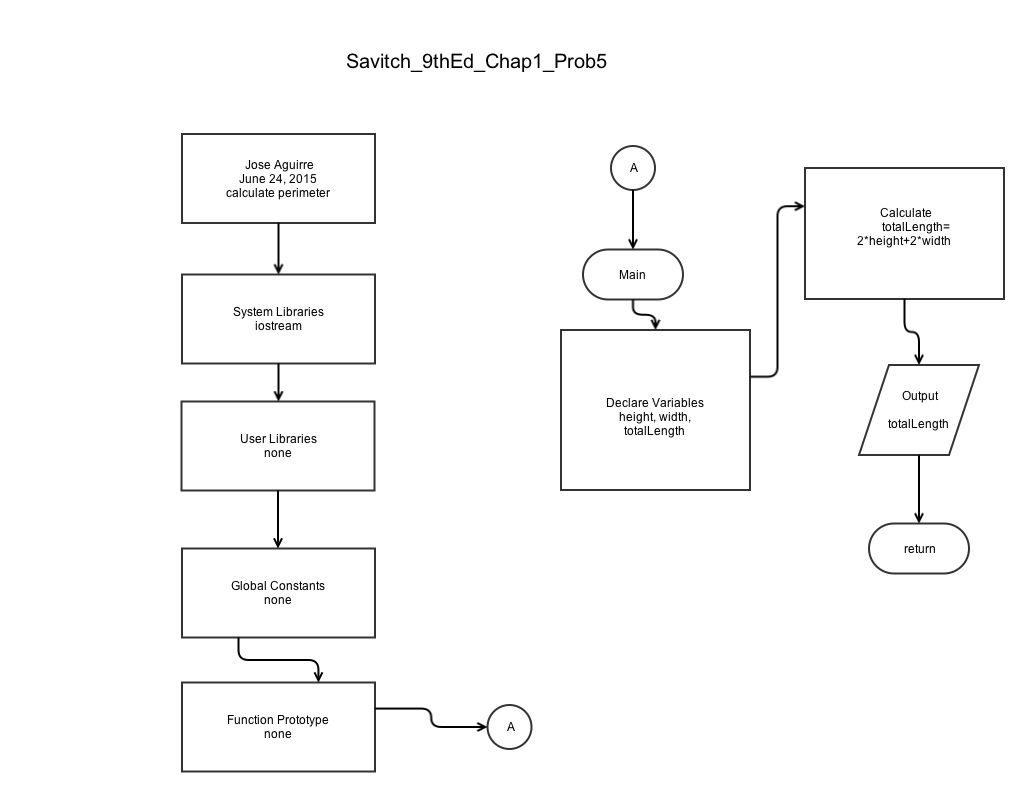 Savitch_9thEd_Chap1_Prob5
Jose Aguirre
June 24, 2015
calculate perimeter
System Libraries
iostream
User Libraries
none
Global Constants
none
Function Prototype
none
A
A
Main
Declare Variables
height, width,
totalLength
Calculate
totalLength=
2*height+2*width
Output
totalLength
return